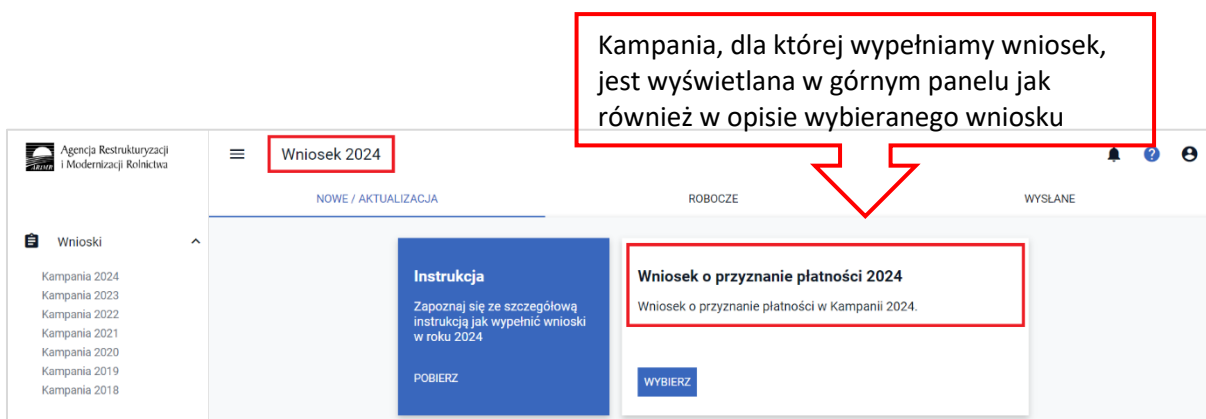 Kampania, dla której wypełniamy wniosek,
jest wyświetlana w górnym panelu jak
również w opisie wybieranego wniosku
ARiMR
Agencja Restrukturyzacji
i Modernizacji Rolnictwa
Wniosek 2024
?
NOWE / AKTUALIZACJA
ROBOCZE
WYSŁANE
Wnioski
Kampania 2024
Kampania 2023
Kampania 2022
Kampania 2021
Kampania 2020
Kampania 2019
Kampania 2018
Instrukcja
Zapoznaj się ze szczegółową
instrukcją jak wypełnić wnioski
w roku 2024
POBIERZ
Wniosek o przyznanie płatności 2024
Wniosek o przyznanie płatności w Kampanii 2024.
WYBIERZ